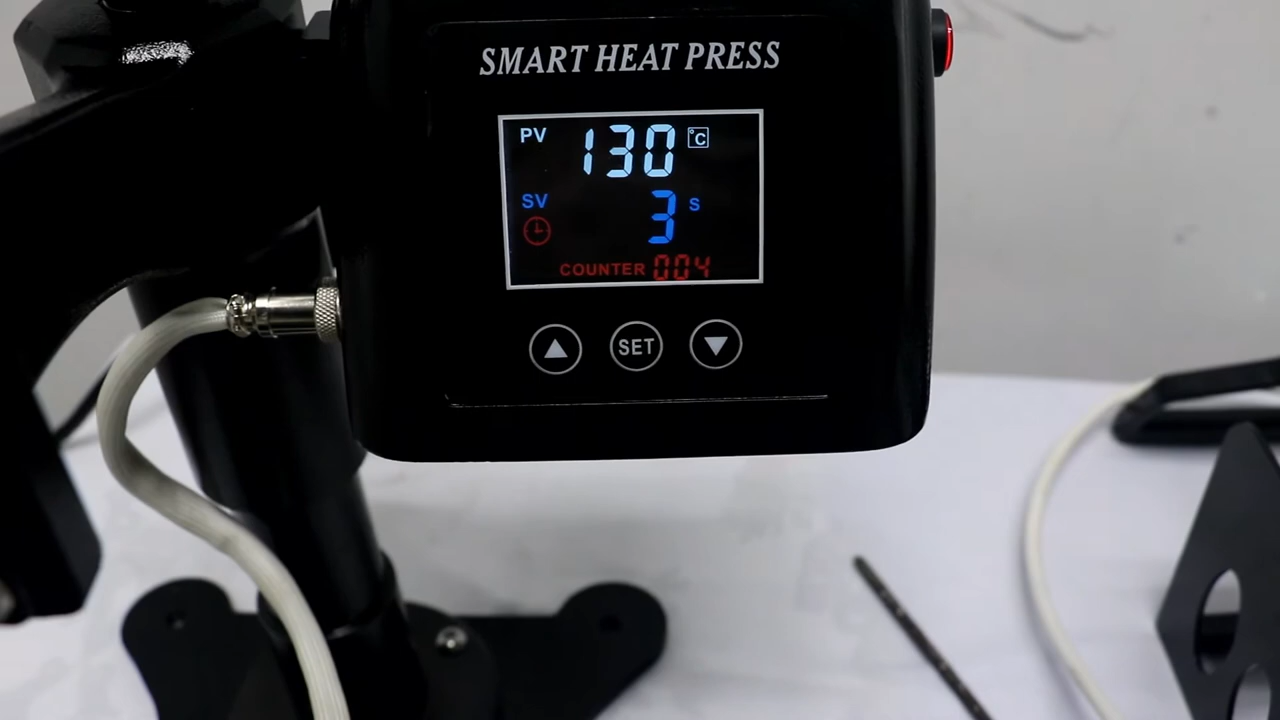 SMART HEAT PRESS
PV 130 °C
SV 3 S
COUNTER 004
SET